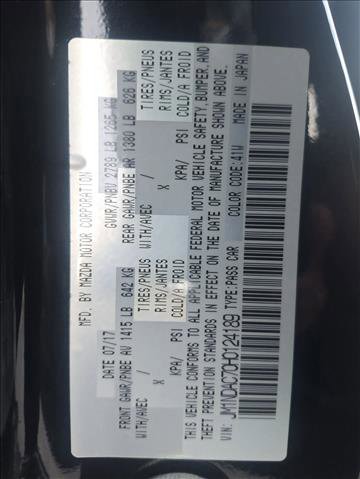 MFD. BY MAZDA MOTOR CORPORATION
DATE 07/17 GVWR/PNBV 2789 LB 1265 KG
FRONT GAWR/PNBE AV 1415 LB 642 KG REAR GAWR/PNBE AR 1380 LB 626 KG
WITH/AVEC TIRES/PNEUS WITH/AVEC TIRES/PNEUS
X RIMS/JANTES X RIMS/JANTES
KPA/ PSI COLD/A FROID KPA/ PSI COLD/A FROID
THIS VEHICLE CONFORMS TO ALL APPLICABLE FEDERAL MOTOR VEHICLE SAFETY, BUMPER, AND
THEFT PREVENTION STANDARDS IN EFFECT ON THE DATE OF MANUFACTURE SHOWN ABOVE.
MADE IN JAPAN
VIN: JM1NDAC70H0124189 TYPE:PASS CAR COLOR CODE:41W